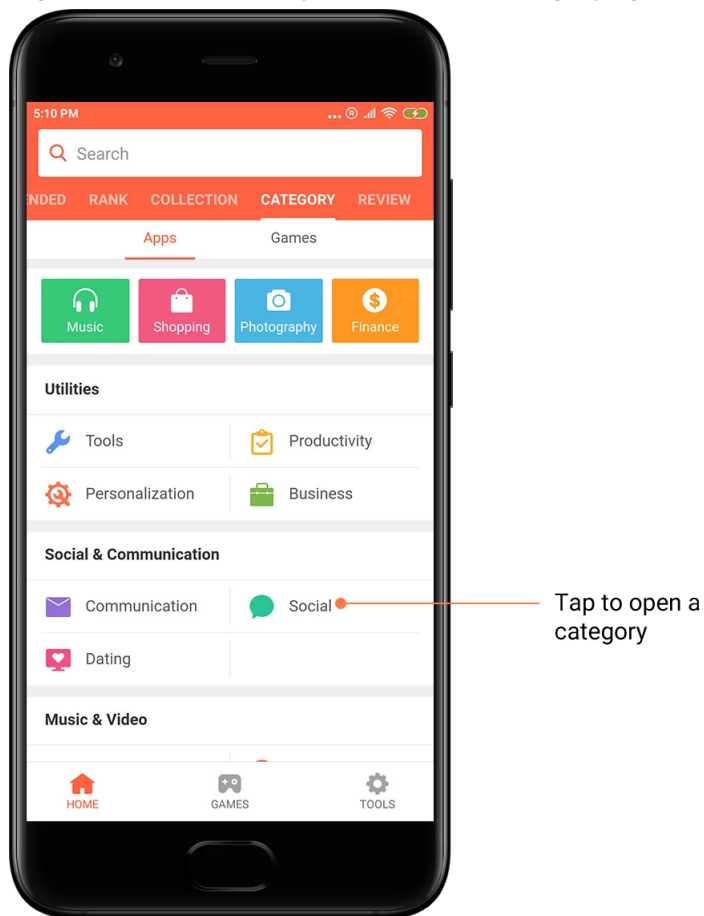 5:10 PM
Search
NDED RANK COLLECTION CATEGORY REVIEW
Apps Games
Music Shopping Photography Finance
Utilities
Tools Productivity
Personalization Business
Social & Communication
Communication Social
Tap to open a
category
Dating
Music & Video
HOME GAMES TOOLS